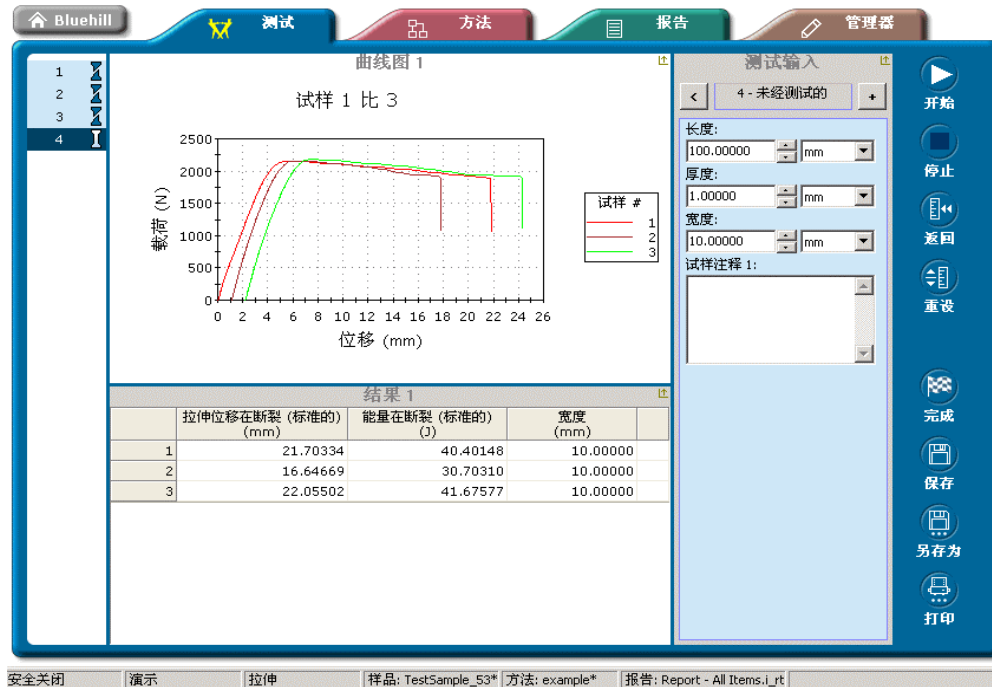 Bluehill
测试
方法
报告
管理器
1
2
3
4
曲线图 1
试样 1 比 3
载荷 (N)
2500
2000
1500
1000
500
0
0 2 4 6 8 10 12 14 16 18 20 22 24 26
位移 (mm)
试样 #
1
2
3
结果 1
拉伸位移在断裂 (标准的) (mm) 能量在断裂 (标准的) (J) 宽度 (mm)
1 21.70334 40.40148 10.00000
2 16.64669 30.70310 10.00000
3 22.05502 41.67577 10.00000
测试输入
< 4 - 未经测试的 +
长度:
100.00000 mm
厚度:
1.00000 mm
宽度:
10.00000 mm
试样注释 1:
开始
停止
返回
重设
完成
保存
另存为
打印
安全关闭 演示 拉伸 样品: TestSample_53* 方法: example* 报告: Report - All Items.i_rt